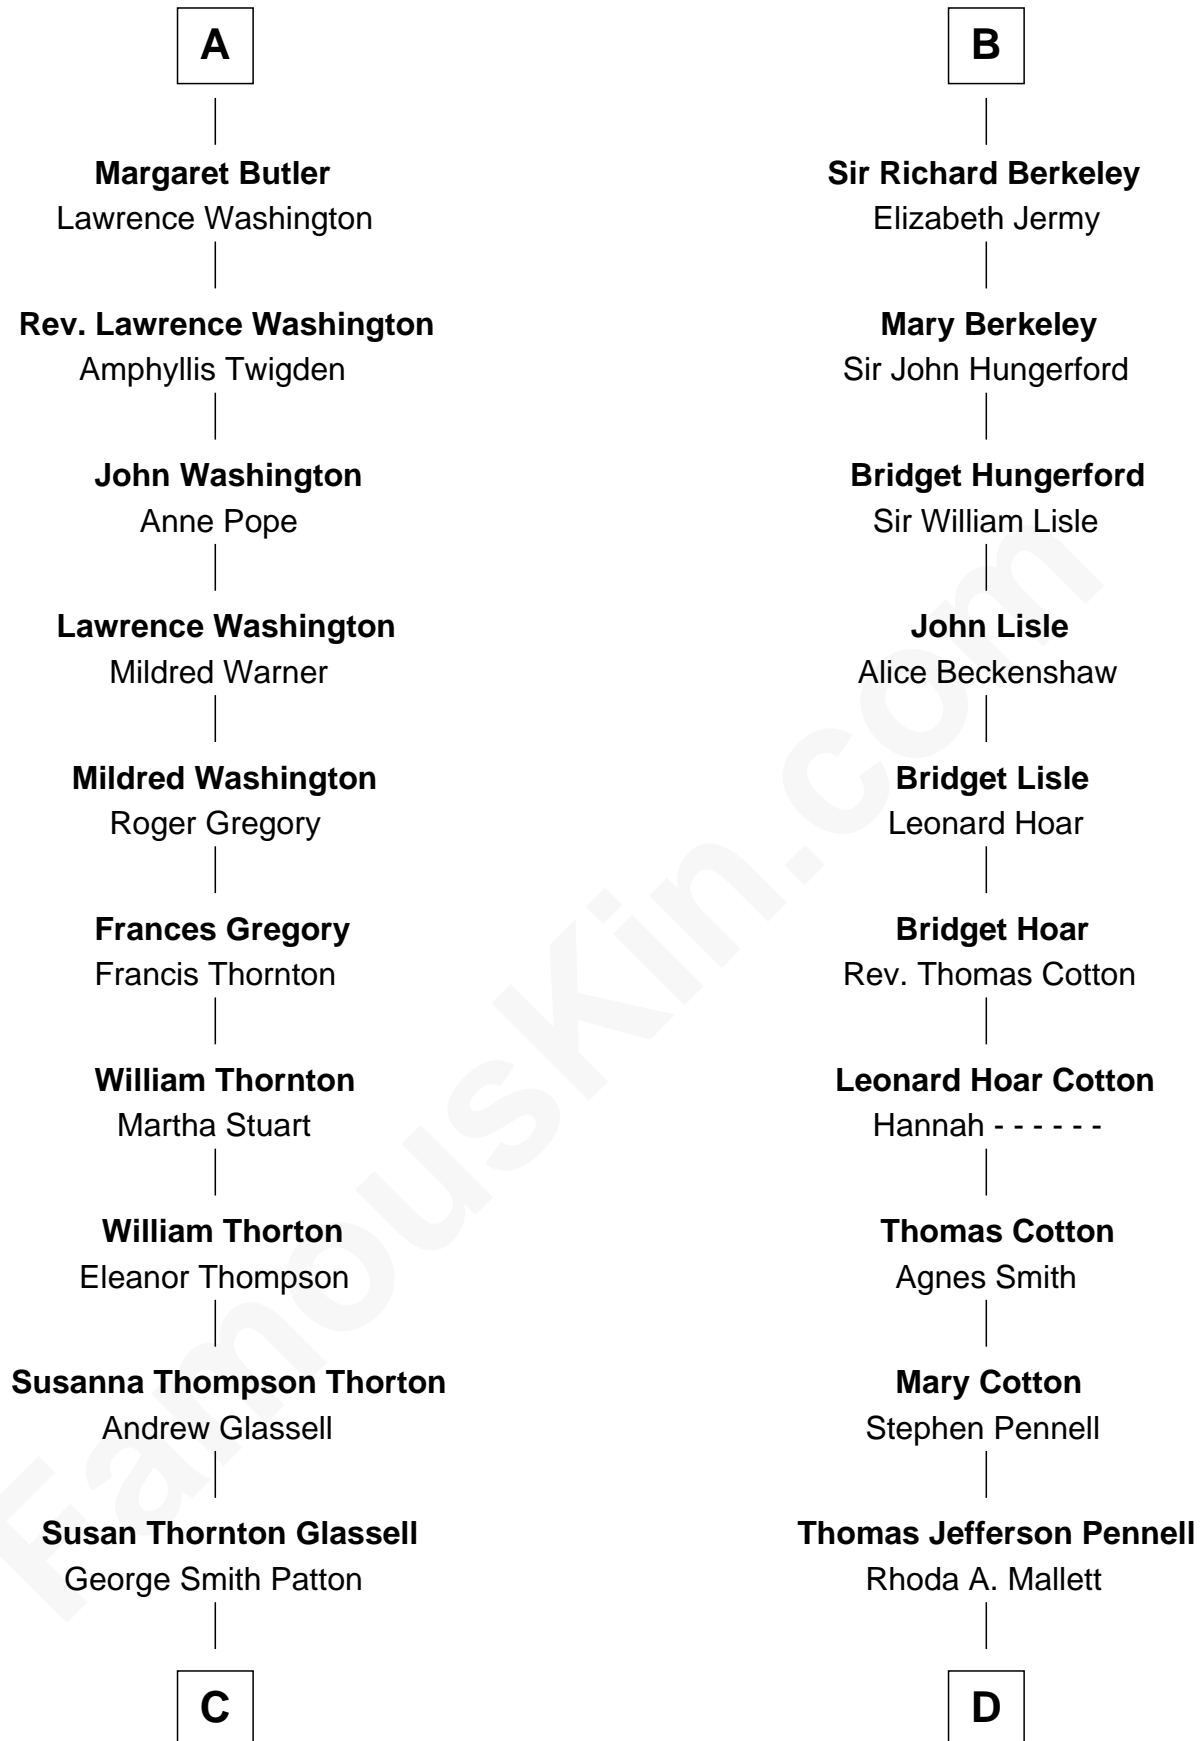 A
Margaret Butler
Lawrence Washington
Rev. Lawrence Washington
Amphyllis Twigden
John Washington
Anne Pope
Lawrence Washington
Mildred Warner
Mildred Washington
Roger Gregory
Frances Gregory
Francis Thornton
William Thornton
Martha Stuart
William Thorton
Eleanor Thompson
Susanna Thompson Thorton
Andrew Glassell
Susan Thornton Glassell
George Smith Patton
C
B
Sir Richard Berkeley
Elizabeth Jermy
Mary Berkeley
Sir John Hungerford
Bridget Hungerford
Sir William Lisle
John Lisle
Alice Beckenshaw
Bridget Lisle
Leonard Hoar
Bridget Hoar
Rev. Thomas Cotton
Leonard Hoar Cotton
Hannah - - - - - -
Thomas Cotton
Agnes Smith
Mary Cotton
Stephen Pennell
Thomas Jefferson Pennell
Rhoda A. Mallett
D
FamousKin.com